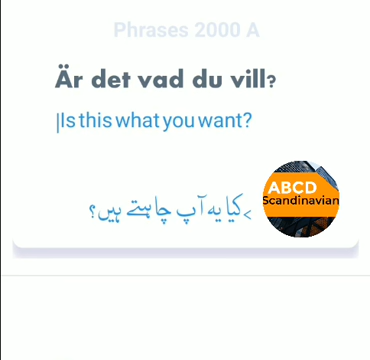 Phrases 2000 A
Är det vad du vill?
|Is this what you want?
>کیا یہ آپ چاہتے ہیں؟
ABCD
Scandinavian